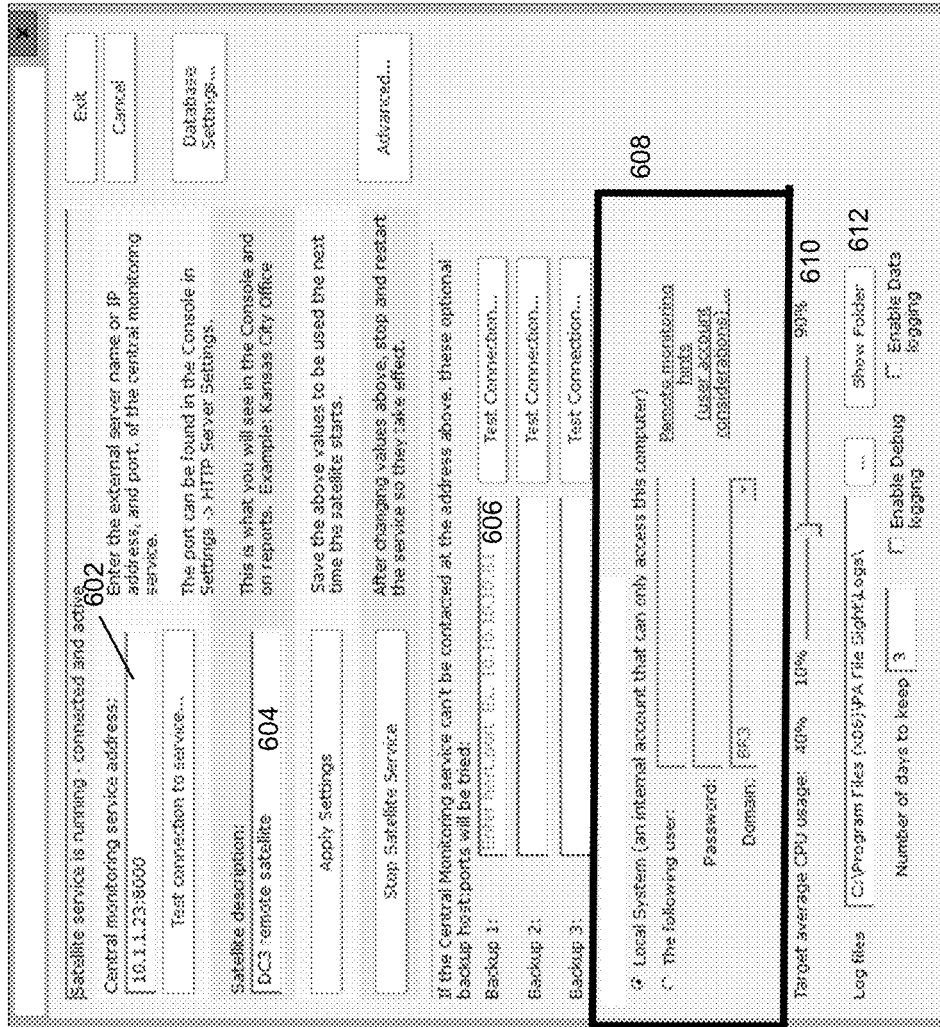 Satellite service is running connected and active
602
Central monitoring service address:
10.1.1.23:8000
Enter the external server name or IP
address, and port, of the central monitoring
service.
Exit
Cancel
Test connection to service...
The port can be found in the Console in
Settings -> HTTP Server Settings.
Database
Settings...
Satellite description:
DC3 remote satellite
604
This is what you will see in the Console and
on reports. Example: Kansas City Office
Apply Settings
Save the above values to be used the next
time the satellite starts.
Stop Satellite Service
After changing values above, stop and restart
the service so they take effect.
Advanced...
If the Central Monitoring service can't be contacted at the address above, these optional
backup host:ports will be tried:
Backup 1:
606
Test Connection...
Backup 2:
Test Connection...
Backup 3:
Test Connection...
608
Local System (an internal account that can only access this computer)
The following user:
Remote monitoring
hints
(user account
considerations)...
Password:
Domain:
610
Target average CPU usage: 40% 10% 90%
612
Log files C:\Program Files (x86)\PA File Sight\Logs\ ... Show Folder
Number of days to keep 3
Enable Debug
logging
Enable Data
logging